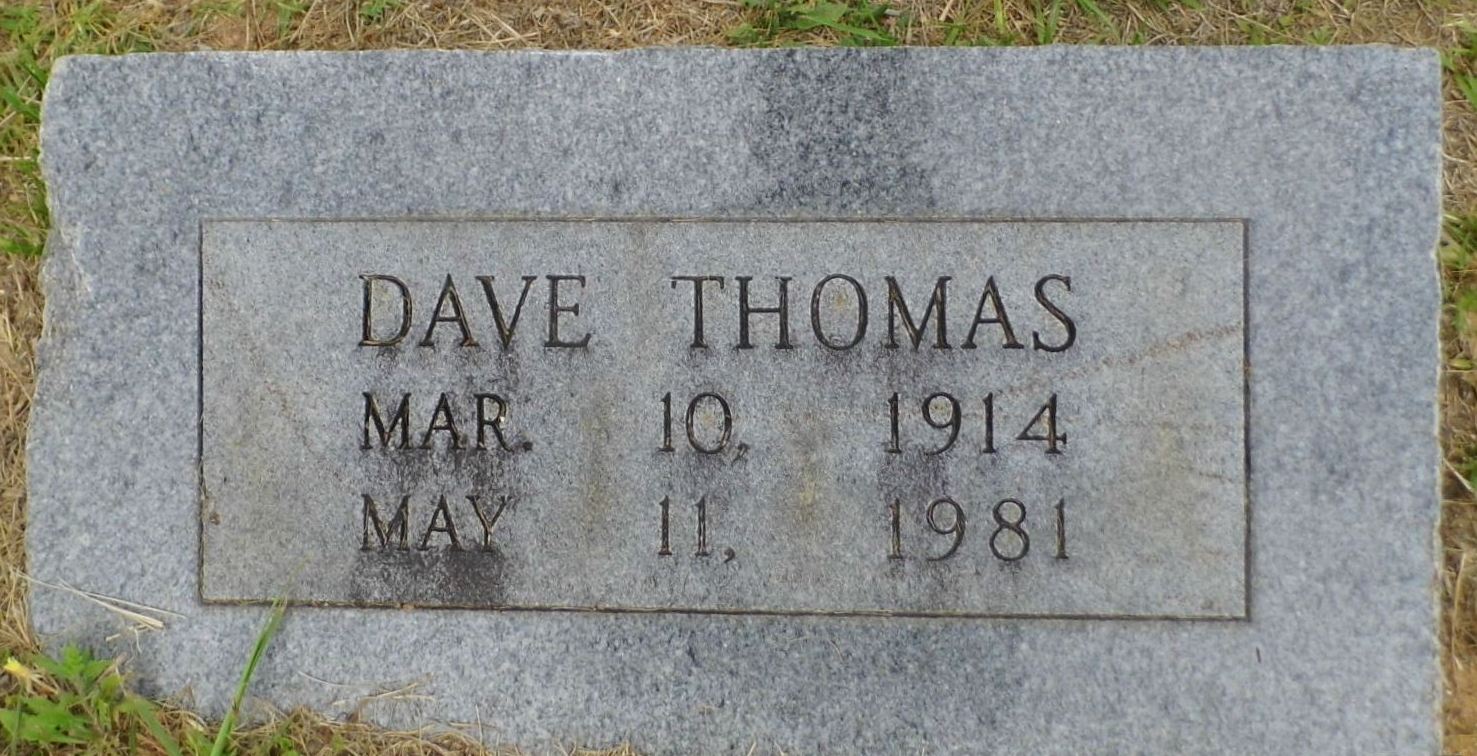 DAVE THOMAS
MAR. 10, 1914
MAY 11, 1981